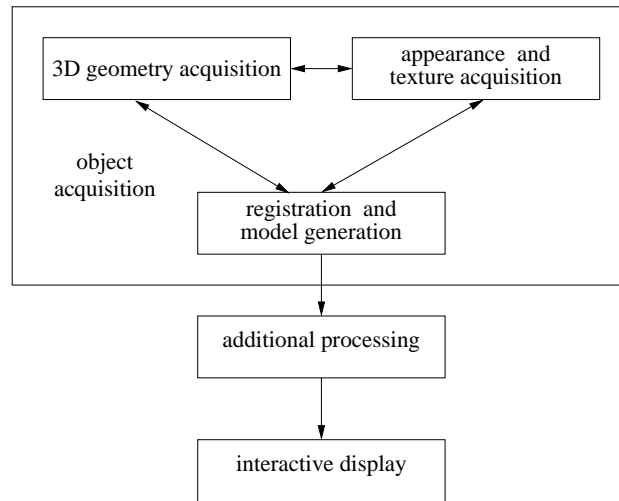 3D geometry acquisition
appearance and
texture acquisition
object
acquisition
registration and
model generation
additional processing
interactive display